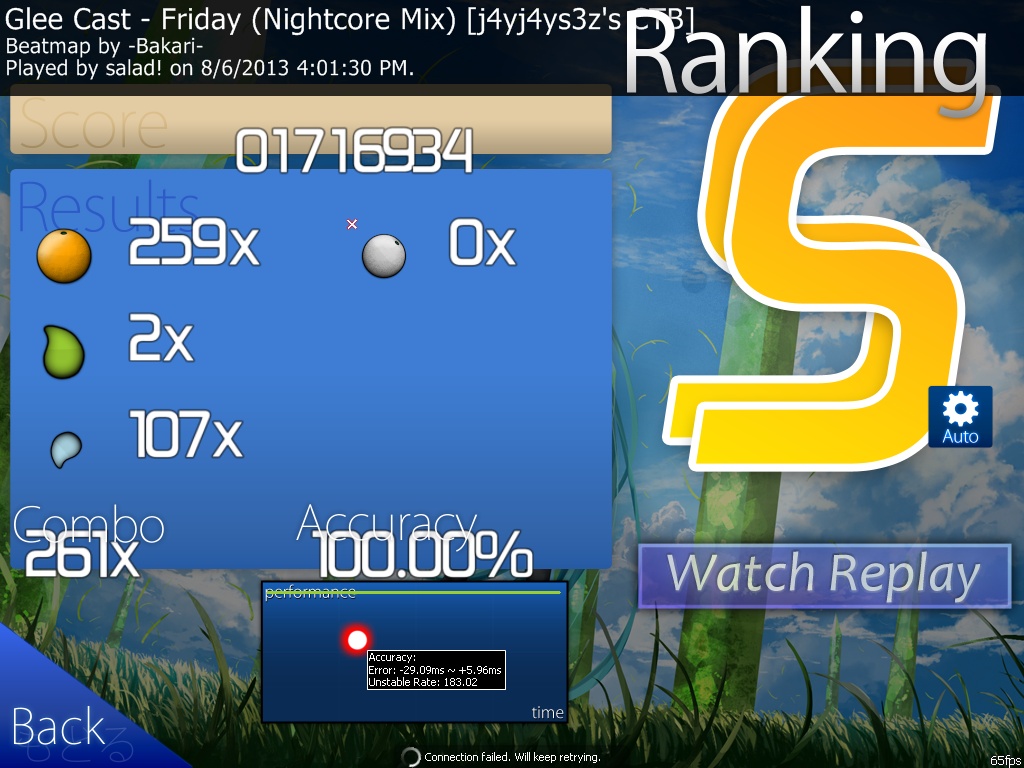 Glee Cast - Friday (Nightcore Mix) [j4yj4ys3z's CTB]
Beatmap by -Bakari-
Played by salad! on 8/6/2013 4:01:30 PM.
Ranking
Score
01716934
Results
259x
0x
2x
107x
Combo
261x
Accuracy
100.00%
S
Auto
Watch Replay
performance
Accuracy:
Error: -29.09ms ~ +5.96ms
Unstable Rate: 183.02
time
Back
Connection failed. Will keep retrying.
65fps